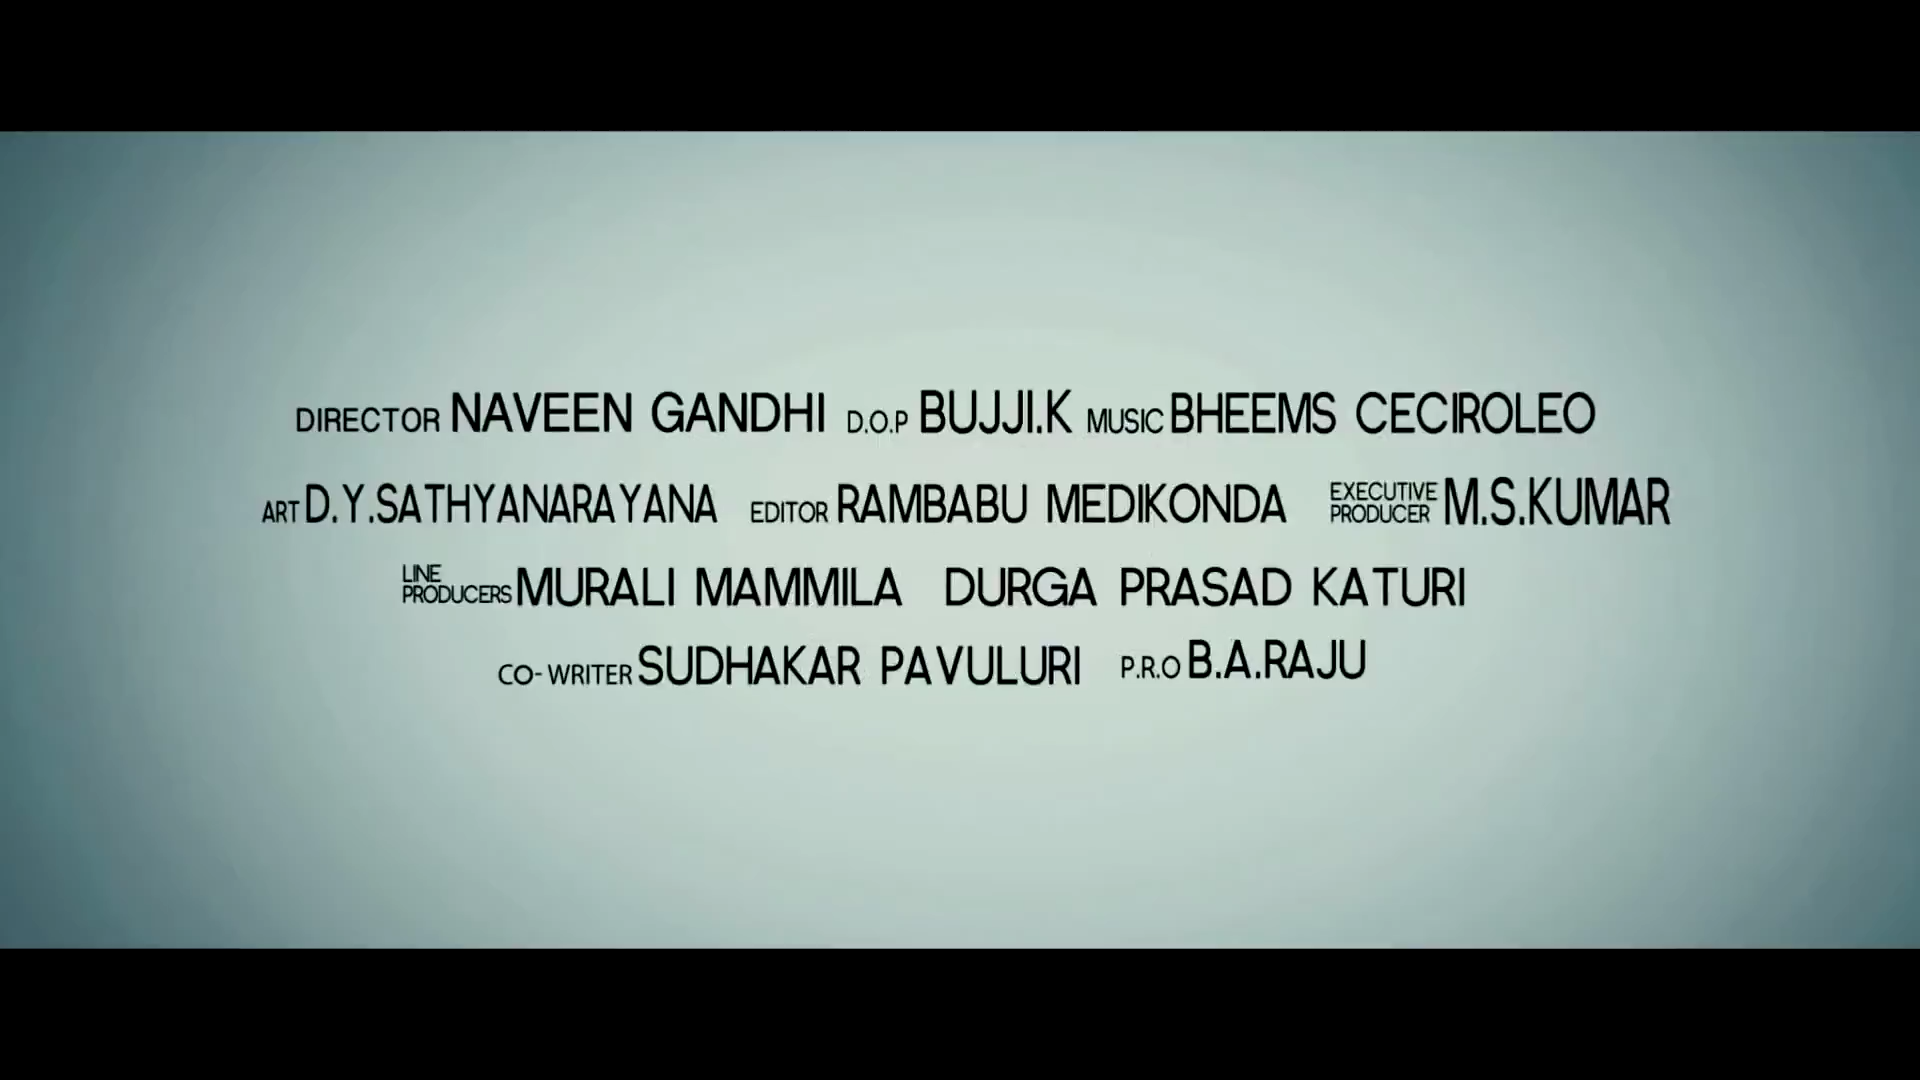 DIRECTOR NAVEEN GANDHI D.O.P BUJJI.K MUSIC BHEEMS CECIROLEO
ART D.Y.SATHYANARAYANA EDITOR RAMBABU MEDIKONDA EXECUTIVE PRODUCER M.S.KUMAR
LINE PRODUCERS MURALI MAMMILA DURGA PRASAD KATURI
CO-WRITER SUDHAKAR PAVULURI P.R.O B.A.RAJU